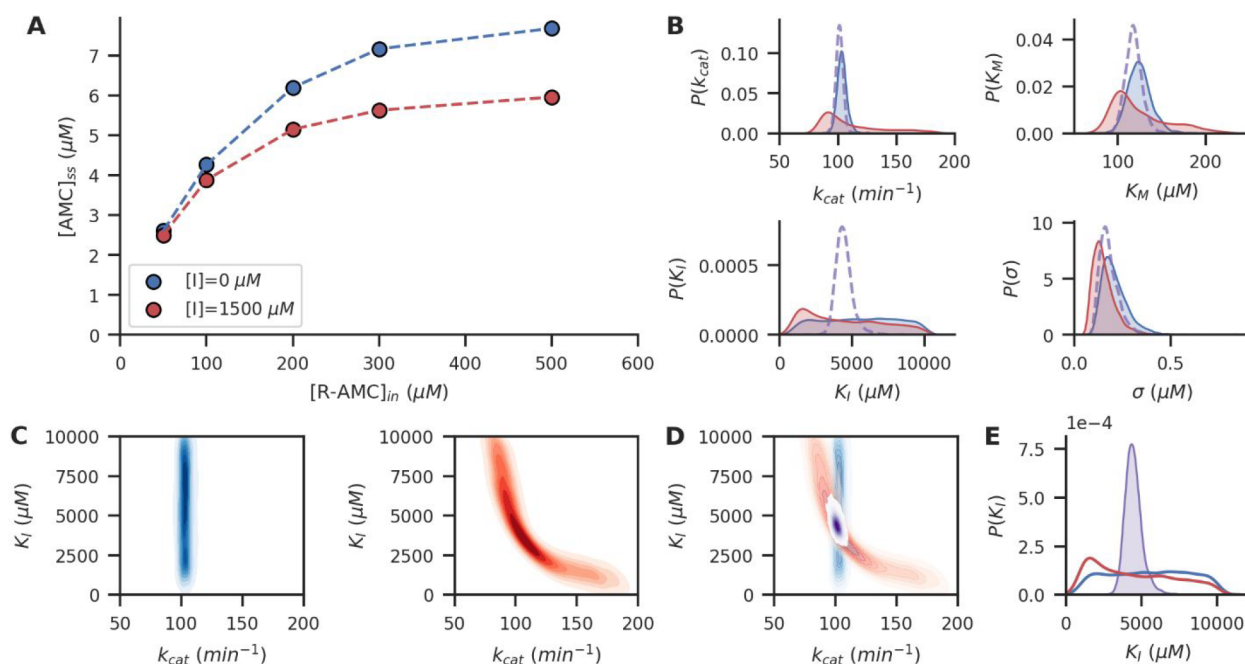 A
[AMC]ss (μM)
7
6
5
4
3
2
1
0
[I]=0 μM
[I]=1500 μM
0 100 200 300 400 500 600
[R-AMC]in (μM)
B
P(kcat)
0.10
0.05
0.00
50 100 150 200
kcat (min⁻¹)
P(KM)
0.04
0.02
0.00
100 200
KM (μM)
P(KI)
0.0005
0.0000
0 5000 10000
KI (μM)
P(σ)
10
5
0
0.0 0.5
σ (μM)
C
KI (μM)
10000
7500
5000
2500
0
50 100 150 200
kcat (min⁻¹)
KI (μM)
10000
7500
5000
2500
0
50 100 150 200
kcat (min⁻¹)
D
KI (μM)
10000
7500
5000
2500
0
50 100 150 200
kcat (min⁻¹)
E
1e−4
P(KI)
7.5
5.0
2.5
0.0
0 5000 10000
KI (μM)